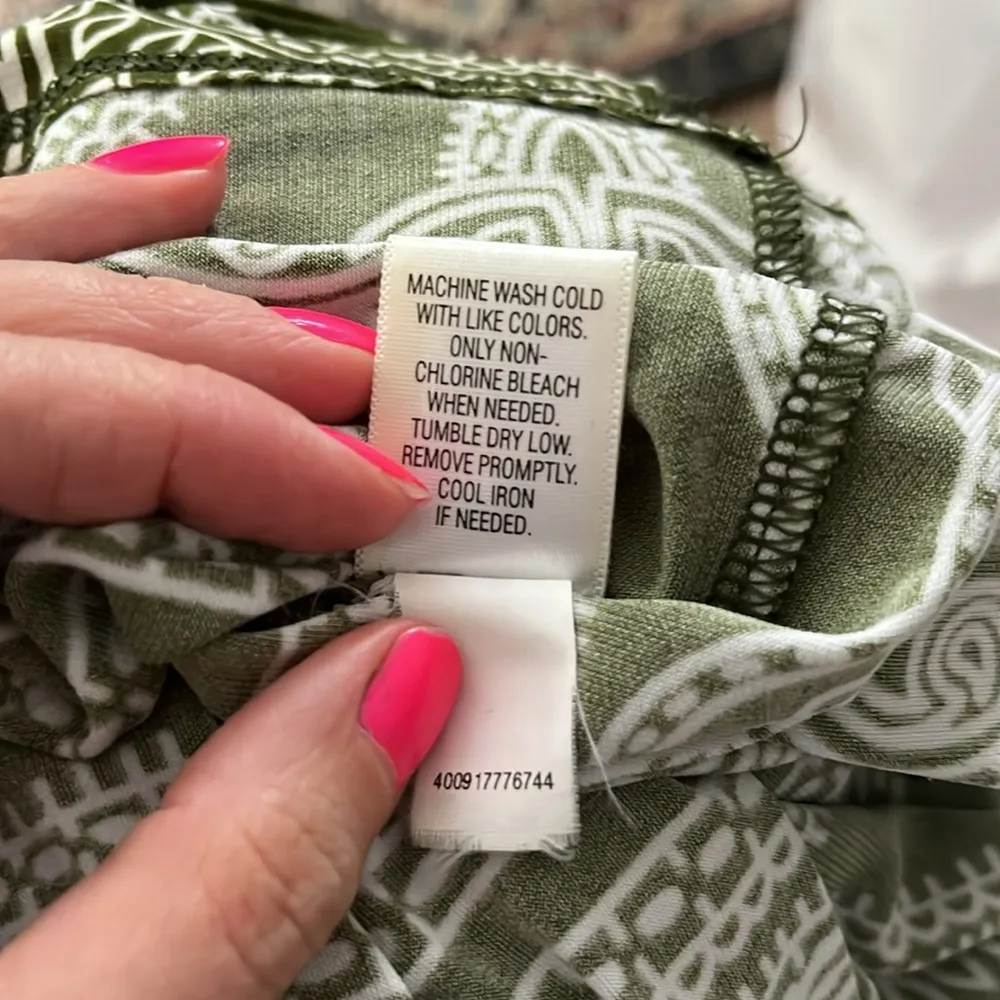 MACHINE WASH COLD
WITH LIKE COLORS.
ONLY NON-
CHLORINE BLEACH
WHEN NEEDED.
TUMBLE DRY LOW.
REMOVE PROMPTLY.
COOL IRON
IF NEEDED.
400917776744